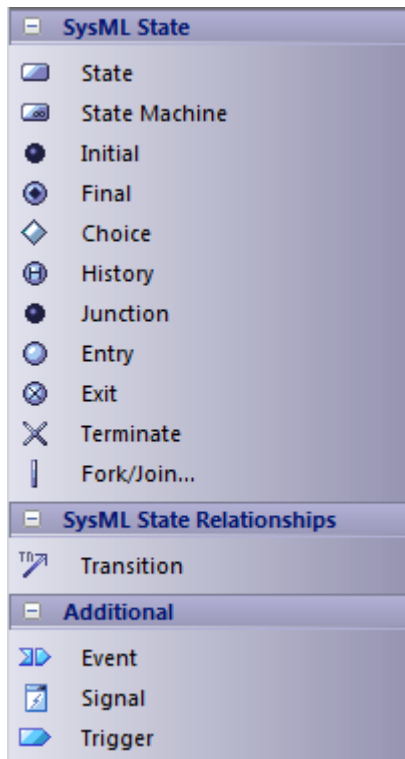 SysML State
State
State Machine
Initial
Final
Choice
History
Junction
Entry
Exit
Terminate
Fork/Join...
SysML State Relationships
Transition
Additional
Event
Signal
Trigger